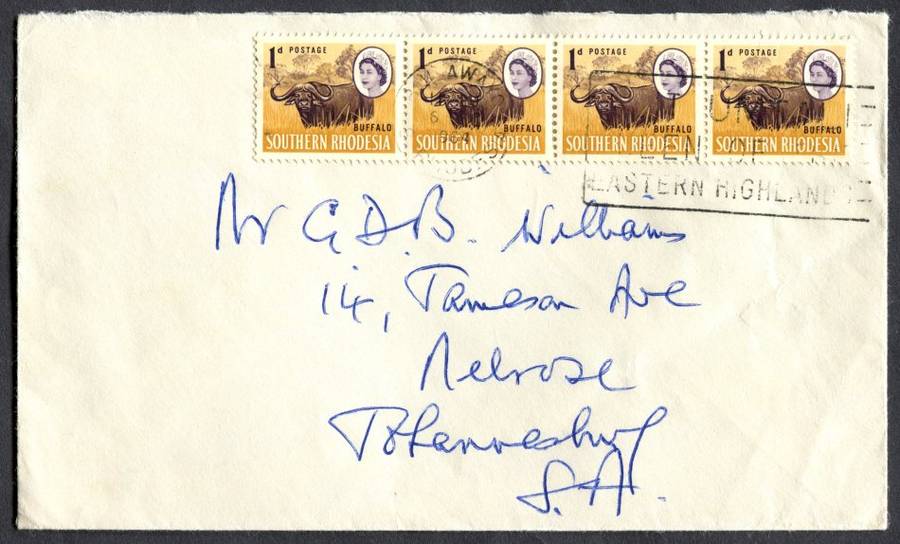 1d POSTAGE 1d POSTAGE 1d POSTAGE 1d POSTAGE
BUFFALO BUFFALO BUFFALO BUFFALO
SOUTHERN RHODESIA SOUTHERN RHODESIA SOUTHERN RHODESIA SOUTHERN RHODESIA
EASTERN HIGHLAND
Mr G.D.B. Williams
14, Jameson Ave
Melrose
Johannesburg
S.A.